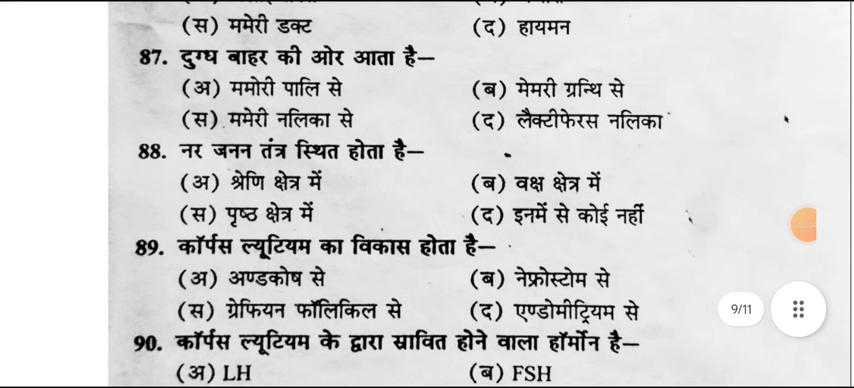 (स) ममेरी डक्ट (द) हायमन
87. दुग्ध बाहर की ओर आता है—
(अ) ममोरी पालि से (ब) मेमरी ग्रन्थि से
(स) ममेरी नलिका से (द) लैक्टीफेरस नलिका
88. नर जनन तंत्र स्थित होता है—
(अ) श्रेणि क्षेत्र में (ब) वक्ष क्षेत्र में
(स) पृष्ठ क्षेत्र में (द) इनमें से कोई नहीं
89. कॉर्पस ल्यूटियम का विकास होता है—
(अ) अण्डकोष से (ब) नेफ्रोस्टोम से
(स) ग्रेफियन फॉलिकिल से (द) एण्डोमीट्रियम से
9/11
90. कॉर्पस ल्यूटियम के द्वारा स्रावित होने वाला हॉर्मोन है—
(अ) LH (ब) FSH